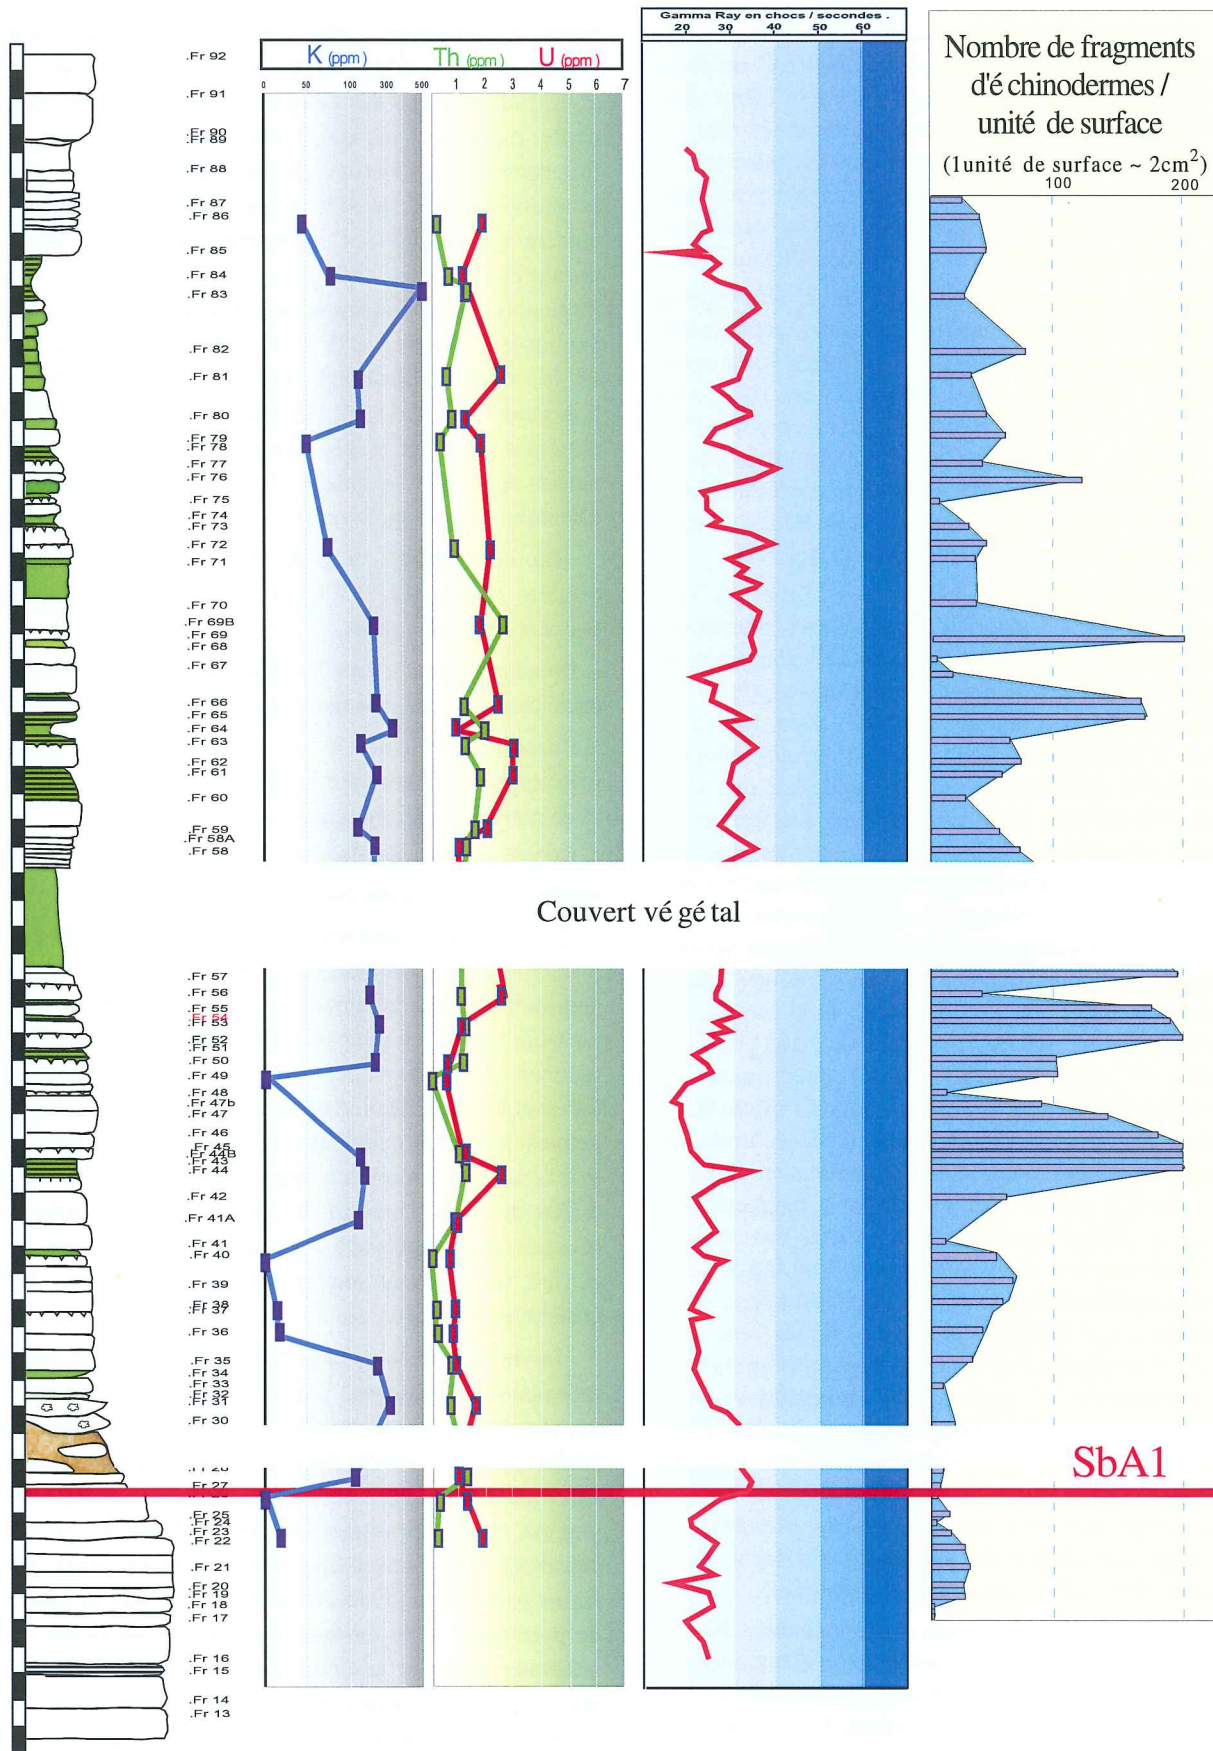 Gamma Ray en chocs / secondes .
20 30 40 50 60
K (ppm) Th (ppm) U (ppm)
0 50 100 300 500 1 2 3 4 5 6 7
Nombre de fragments
d'é chinodermes /
unité de surface
(1unité de surface ~ 2cm²)
100 200
.Fr 92
.Fr 91
.Fr 90
.Fr 89
.Fr 88
.Fr 87
.Fr 86
.Fr 85
.Fr 84
.Fr 83
.Fr 82
.Fr 81
.Fr 80
.Fr 79
.Fr 78
.Fr 77
.Fr 76
.Fr 75
.Fr 74
.Fr 73
.Fr 72
.Fr 71
.Fr 70
.Fr 69B
.Fr 69
.Fr 68
.Fr 67
.Fr 66
.Fr 65
.Fr 64
.Fr 63
.Fr 62
.Fr 61
.Fr 60
.Fr 59
.Fr 58A
.Fr 58
Couvert vé gé tal
.Fr 57
.Fr 56
.Fr 55
.Fr 54
.Fr 53
.Fr 52
.Fr 51
.Fr 50
.Fr 49
.Fr 48
.Fr 47b
.Fr 47
.Fr 46
.Fr 45
.Fr 44B
.Fr 43
.Fr 44
.Fr 42
.Fr 41A
.Fr 41
.Fr 40
.Fr 39
.Fr 38
.Fr 37
.Fr 36
.Fr 35
.Fr 34
.Fr 33
.Fr 32
.Fr 31
.Fr 30
SbA1
.Fr 27
.Fr 25
.Fr 24
.Fr 23
.Fr 22
.Fr 21
.Fr 20
.Fr 19
.Fr 18
.Fr 17
.Fr 16
.Fr 15
.Fr 14
.Fr 13